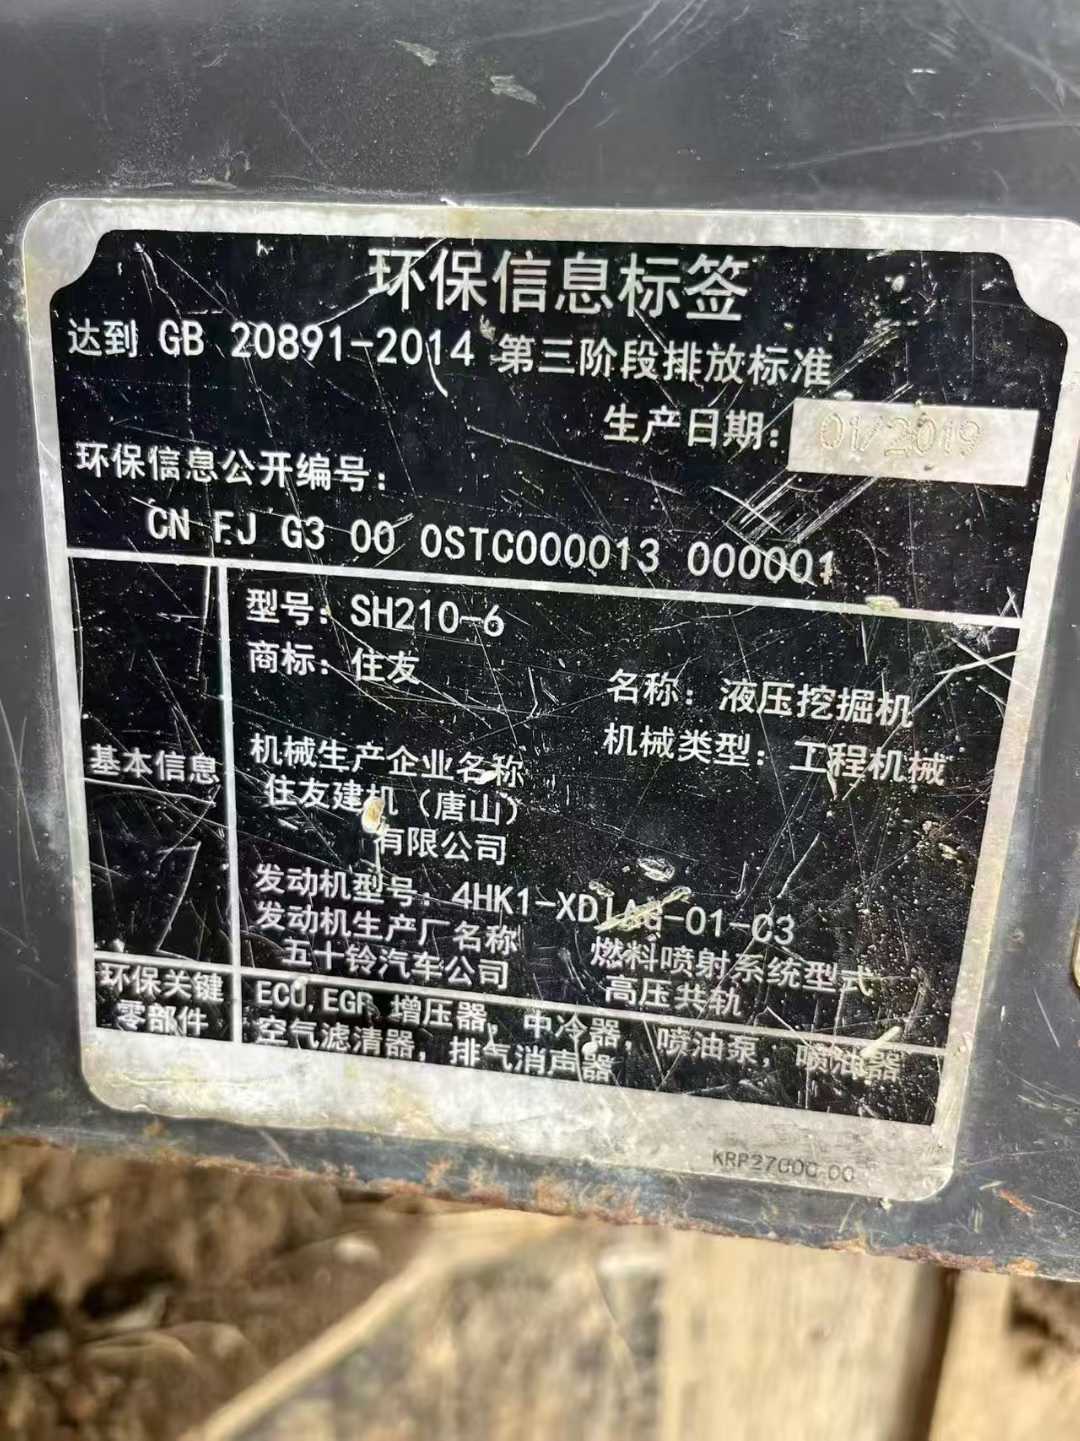 环保信息标签
达到 GB 20891-2014 第三阶段排放标准
生产日期: 01/2019
环保信息公开编号:
CN FJ G3 00 0STC000013 000001
型号: SH210-6
商标: 住友
名称: 液压挖掘机
机械类型: 工程机械
基本信息
机械生产企业名称
住友建机（唐山）
有限公司
发动机型号: 4HK1-XDIAG-01-C3
发动机生产厂名称
五十铃汽车公司
燃料喷射系统型式
高压共轨
环保关键
零部件
ECU, EGR, 增压器, 中冷器, 喷油泵, 喷油器
空气滤清器, 排气消声器
KRP27000.00